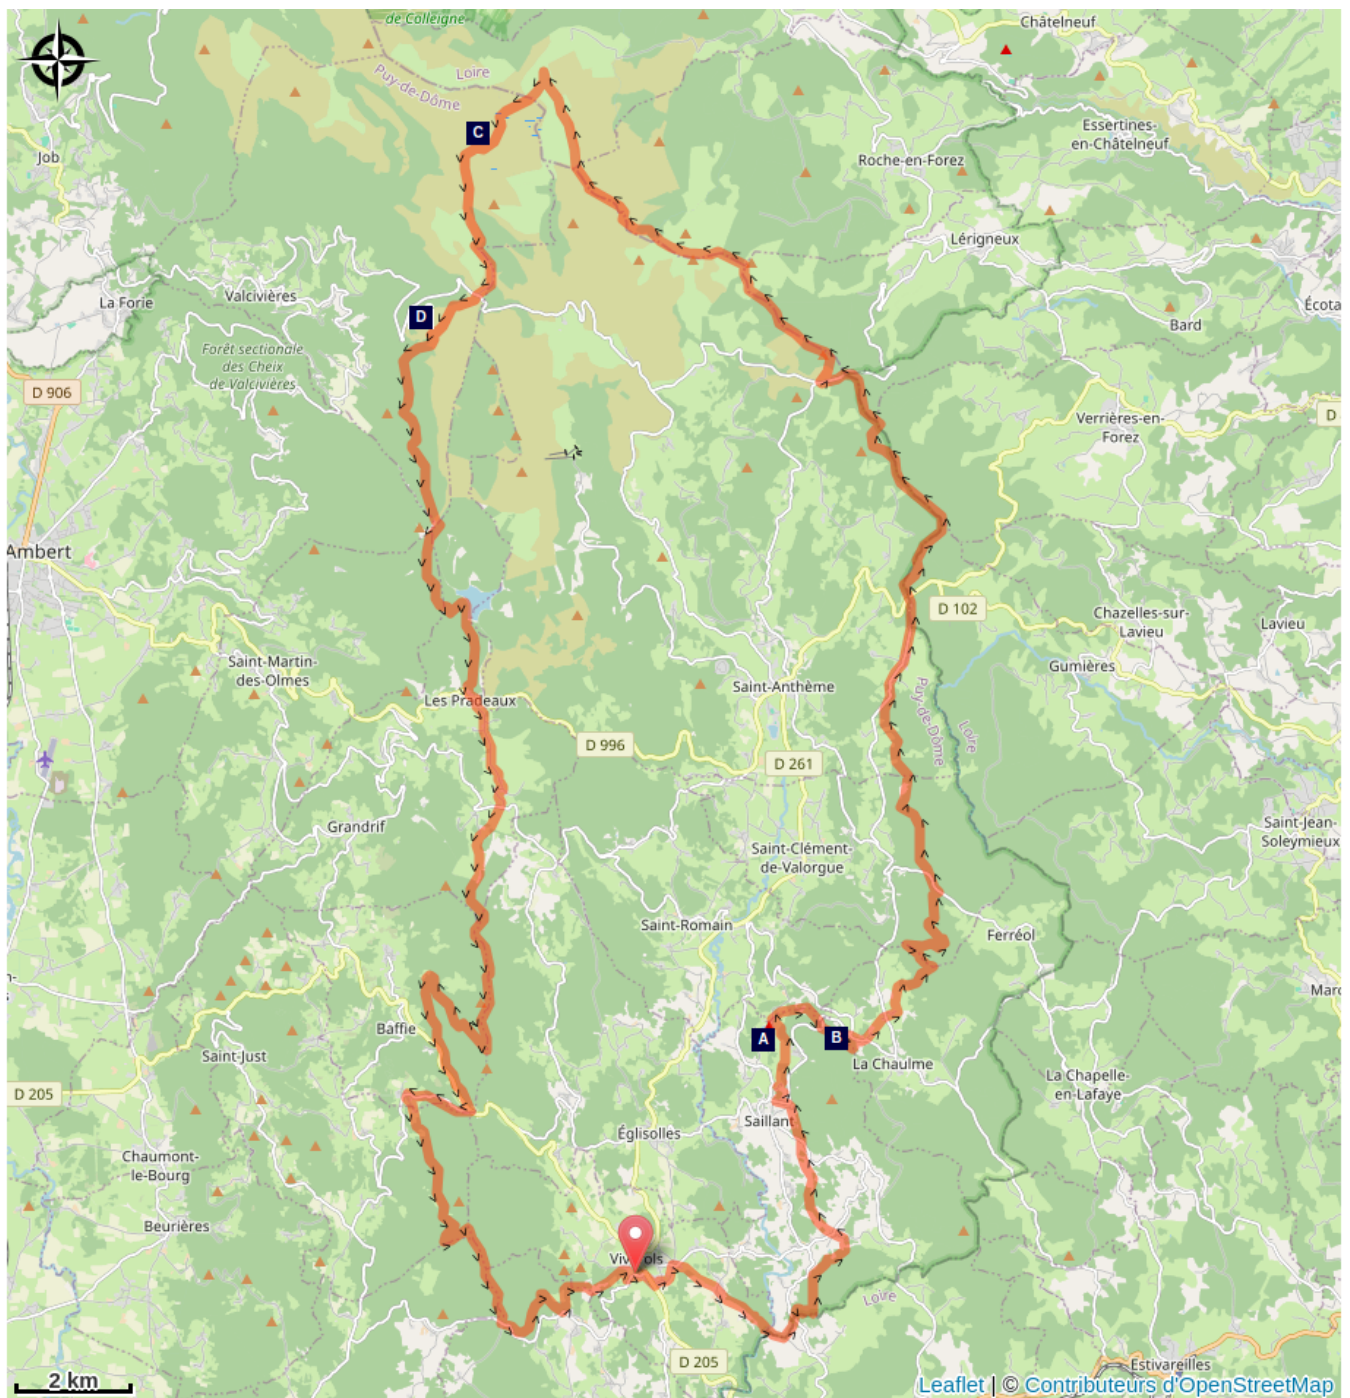 de Colleigne
Châtelneuf
Loire
Puy-de-Dôme
C
Essertines-
en-Châtelneuf
Job
Roche-en-Forez
Lérigneux
La Forie
Valcivières
Écota
D
Bard
Forêt sectionale
des Cheix
de Valcivières
D 906
D
Verrières-en-
Forez
Ambert
D 102
Chazelles-sur-
Lavieu
Lavieu
Saint-Martin-
des-Olmes
Gumières
Saint-Anthème
Les Pradeaux
Puy-de-Dôme
Loire
D 996
D 261
Grandrif
Saint-Jean-
Soleymieux
Saint-Clément-
de-Valorgue
Saint-Romain
Ferréol
n-
s
Marc
Baffie
A
B
Saint-Just
La Chaulme
La Chapelle-
en-Lafaye
D 205
Saillant
Églisolles
Chaumont-
le-Bourg
Beurières
Viv
ols
Loire
D 205
Estivareilles
2 km
Leaflet | © Contributeurs d'OpenStreetMap